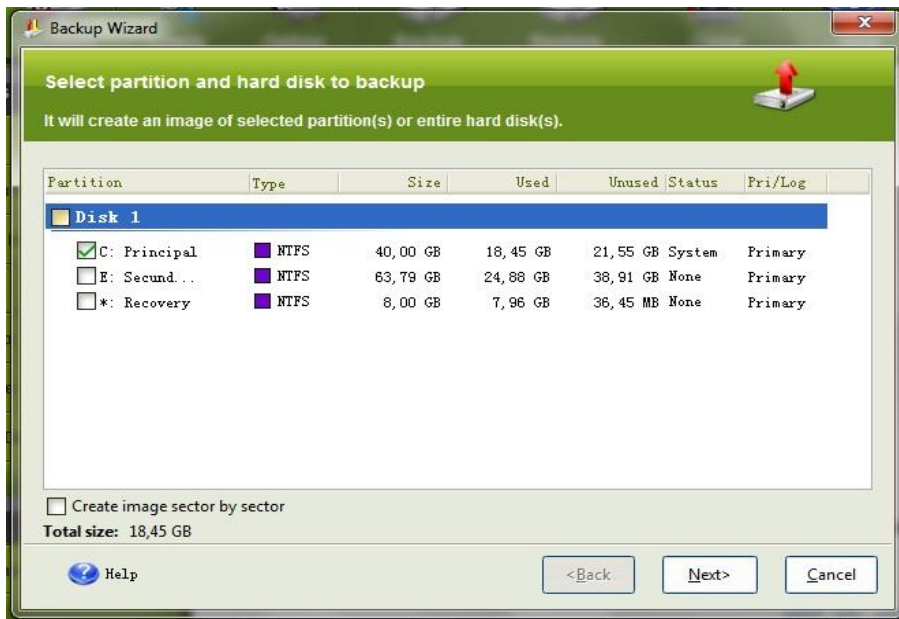 Backup Wizard
Select partition and hard disk to backup
It will create an image of selected partition(s) or entire hard disk(s).
Partition Type Size Used Unused Status Pri/Log
Disk 1
C: Principal NTFS 40,00 GB 18,45 GB 21,55 GB System Primary
E: Secund... NTFS 63,79 GB 24,88 GB 38,91 GB None Primary
*: Recovery NTFS 8,00 GB 7,96 GB 36,45 MB None Primary
Create image sector by sector
Total size: 18,45 GB
Help <Back Next> Cancel